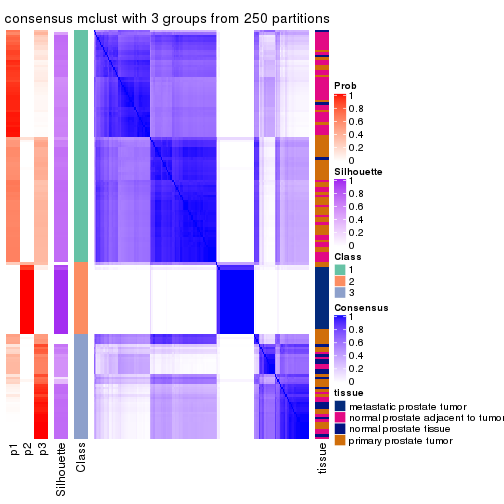 consensus mclust with 3 groups from 250 partitions
Prob
1
0.8
0.6
0.4
0.2
0
Silhouette
1
0.8
0.6
0.4
0.2
0
Class
1
2
3
Consensus
1
0.8
0.6
0.4
0.2
0
tissue
metastatic prostate tumor
normal prostate adjacent to tumor
normal prostate tissue
primary prostate tumor
p1
p2
p3
Silhouette
Class
tissue